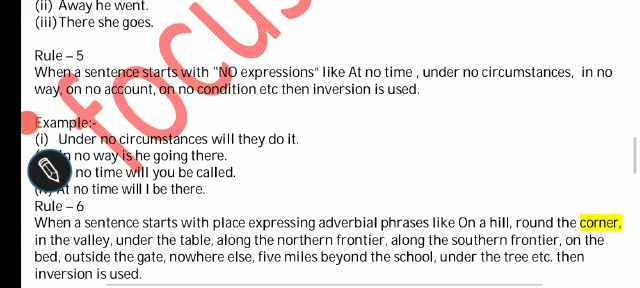 (ii) Away he went.
(iii) There she goes.
focus
Rule – 5
When a sentence starts with "NO expressions" like At no time , under no circumstances, in no
way, on no account, on no condition etc then inversion is used.
Example:-
(i) Under no circumstances will they do it.
no way is he going there.
no time will you be called.
At no time will I be there.
Rule – 6
When a sentence starts with place expressing adverbial phrases like On a hill, round the corner,
in the valley, under the table, along the northern frontier, along the southern frontier, on the
bed, outside the gate, nowhere else, five miles beyond the school, under the tree etc. then
inversion is used.